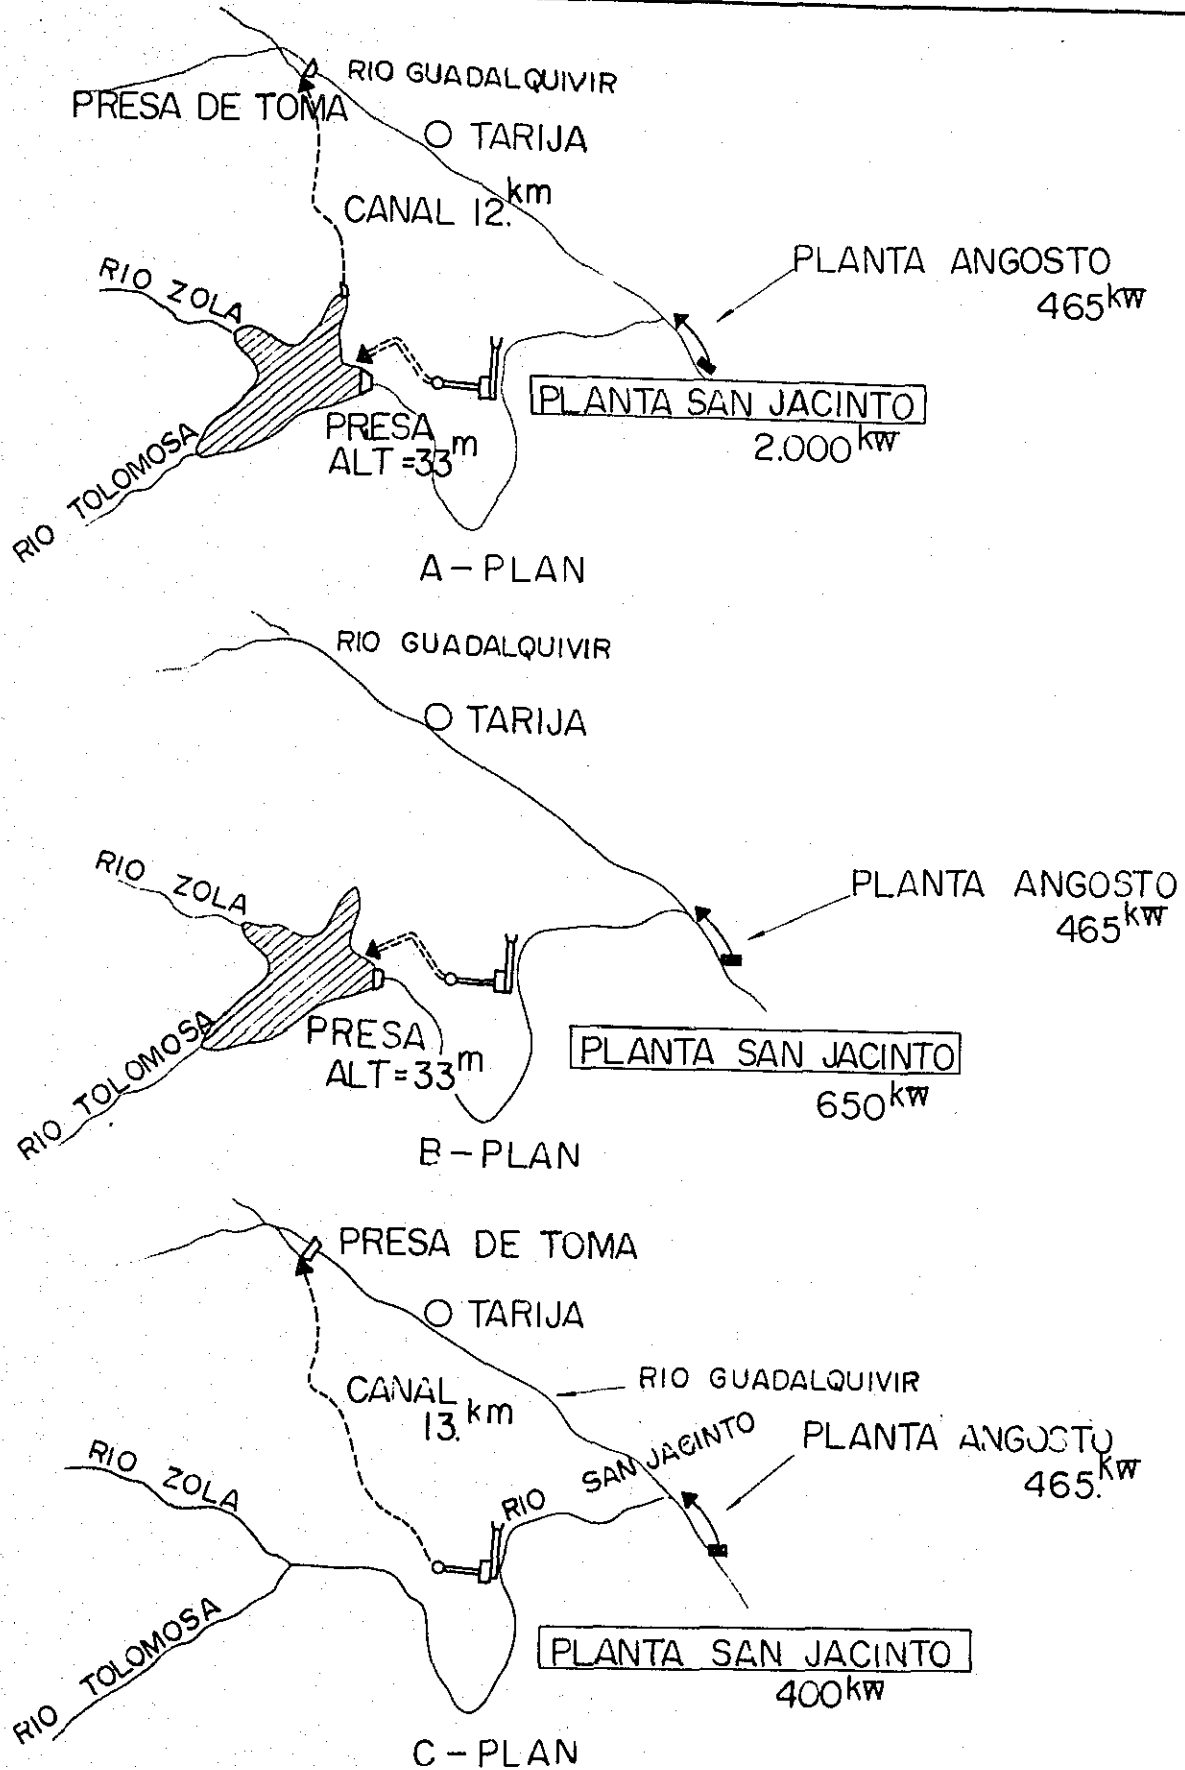 RIO GUADALQUIVIR
PRESA DE TOMA
TARIJA
CANAL 12.km
PLANTA ANGOSTO
465kw
RIO ZOLA
PLANTA SAN JACINTO
2.000kw
PRESA
ALT=33m
RIO TOLOMOSA
A-PLAN
RIO GUADALQUIVIR
TARIJA
RIO ZOLA
PLANTA ANGOSTO
465kw
RIO TOLOMOSA
PRESA
ALT=33m
PLANTA SAN JACINTO
650kw
B-PLAN
PRESA DE TOMA
TARIJA
RIO GUADALQUIVIR
CANAL
13.km
RIO SAN JACINTO
PLANTA ANGOSTO
465.kw
RIO ZOLA
RIO TOLOMOSA
PLANTA SAN JACINTO
400kw
C-PLAN